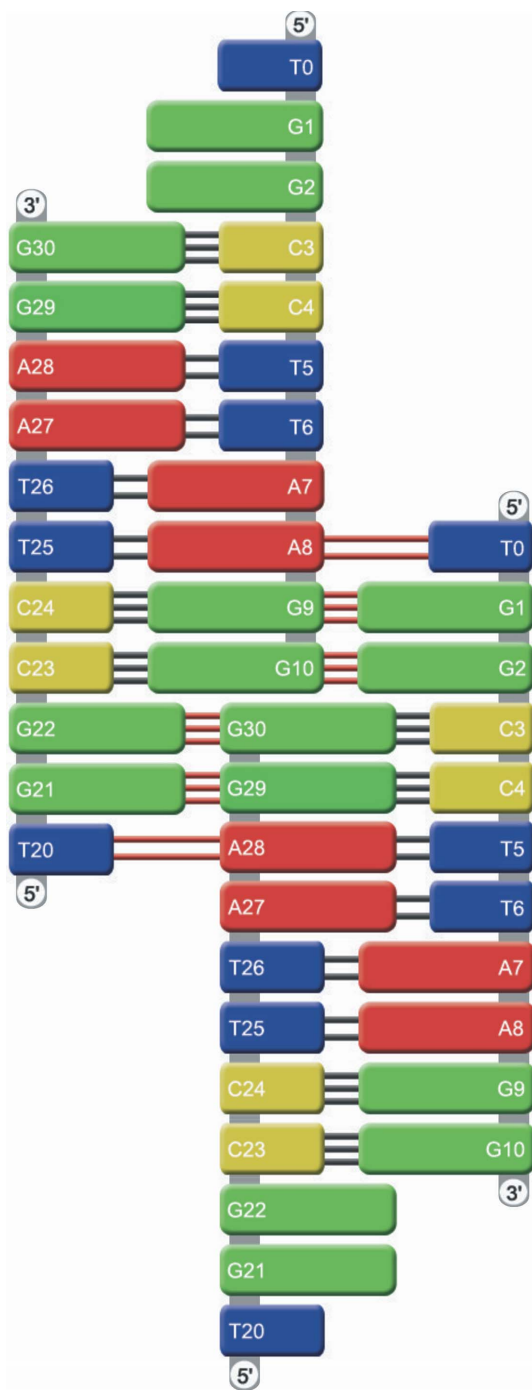 5'
T0
G1
G2
3'
G30 C3
G29 C4
A28 T5
A27 T6
T26 A7
5'
T25 A8 T0
C24 G9 G1
C23 G10 G2
G22 G30 C3
G21 G29 C4
T20 A28 T5
5'
A27 T6
T26 A7
T25 A8
C24 G9
C23 G10
3'
G22
G21
T20
5'